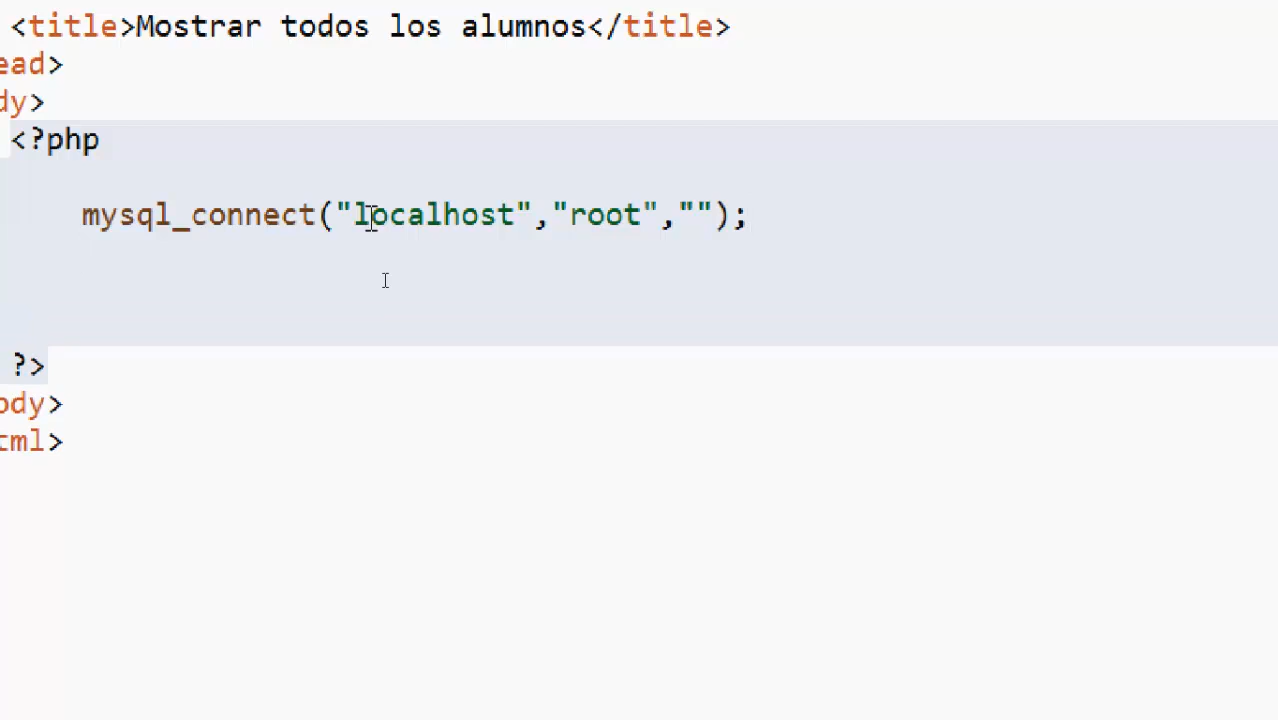 <title>Mostrar todos los alumnos</title>
ead>
dy>
<?php
mysql_connect("localhost","root","");
?>
ody>
tml>